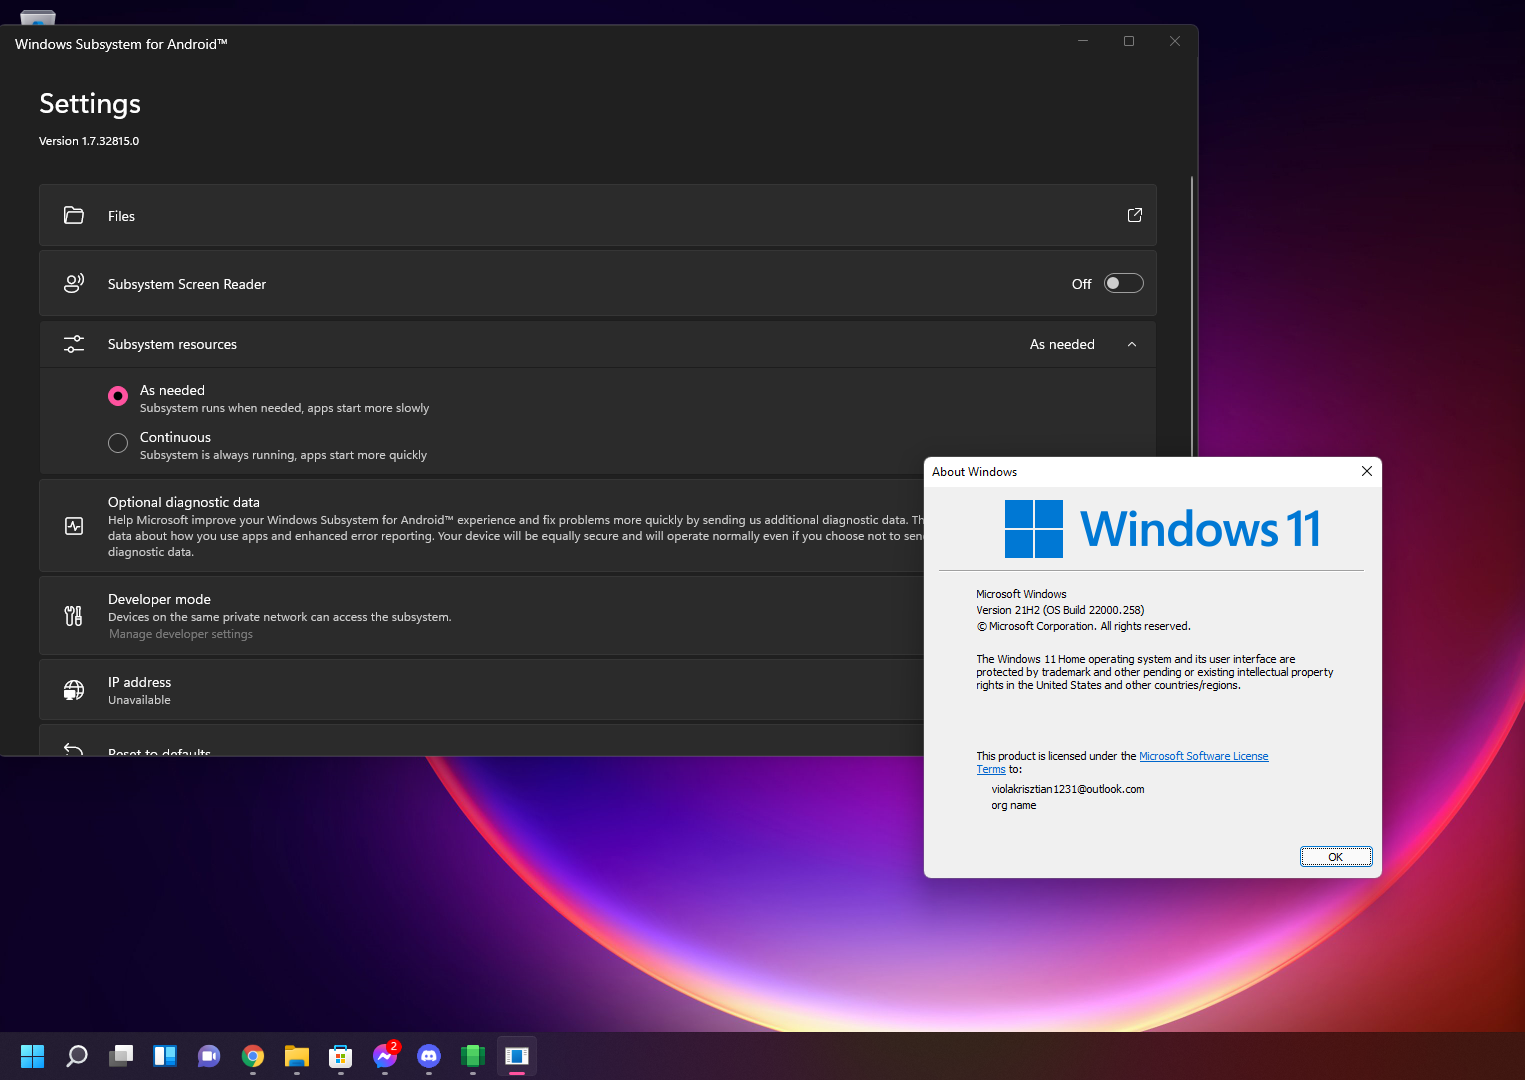 Windows Subsystem for Android™
Settings
Version 1.7.32815.0
Files
Subsystem Screen Reader
Off
Subsystem resources
As needed
As needed
Subsystem runs when needed, apps start more slowly
Continuous
Subsystem is always running, apps start more quickly
Optional diagnostic data
Help Microsoft improve your Windows Subsystem for Android™ experience and fix problems more quickly by sending us additional diagnostic data. Th
data about how you use apps and enhanced error reporting. Your device will be equally secure and will operate normally even if you choose not to sen
diagnostic data.
Developer mode
Devices on the same private network can access the subsystem.
Manage developer settings
IP address
Unavailable
Reset to defaults
About Windows
Windows 11
Microsoft Windows
Version 21H2 (OS Build 22000.258)
© Microsoft Corporation. All rights reserved.
The Windows 11 Home operating system and its user interface are
protected by trademark and other pending or existing intellectual property
rights in the United States and other countries/regions.
This product is licensed under the Microsoft Software License
Terms to:
violakrisztian1231@outlook.com
org name
OK
2